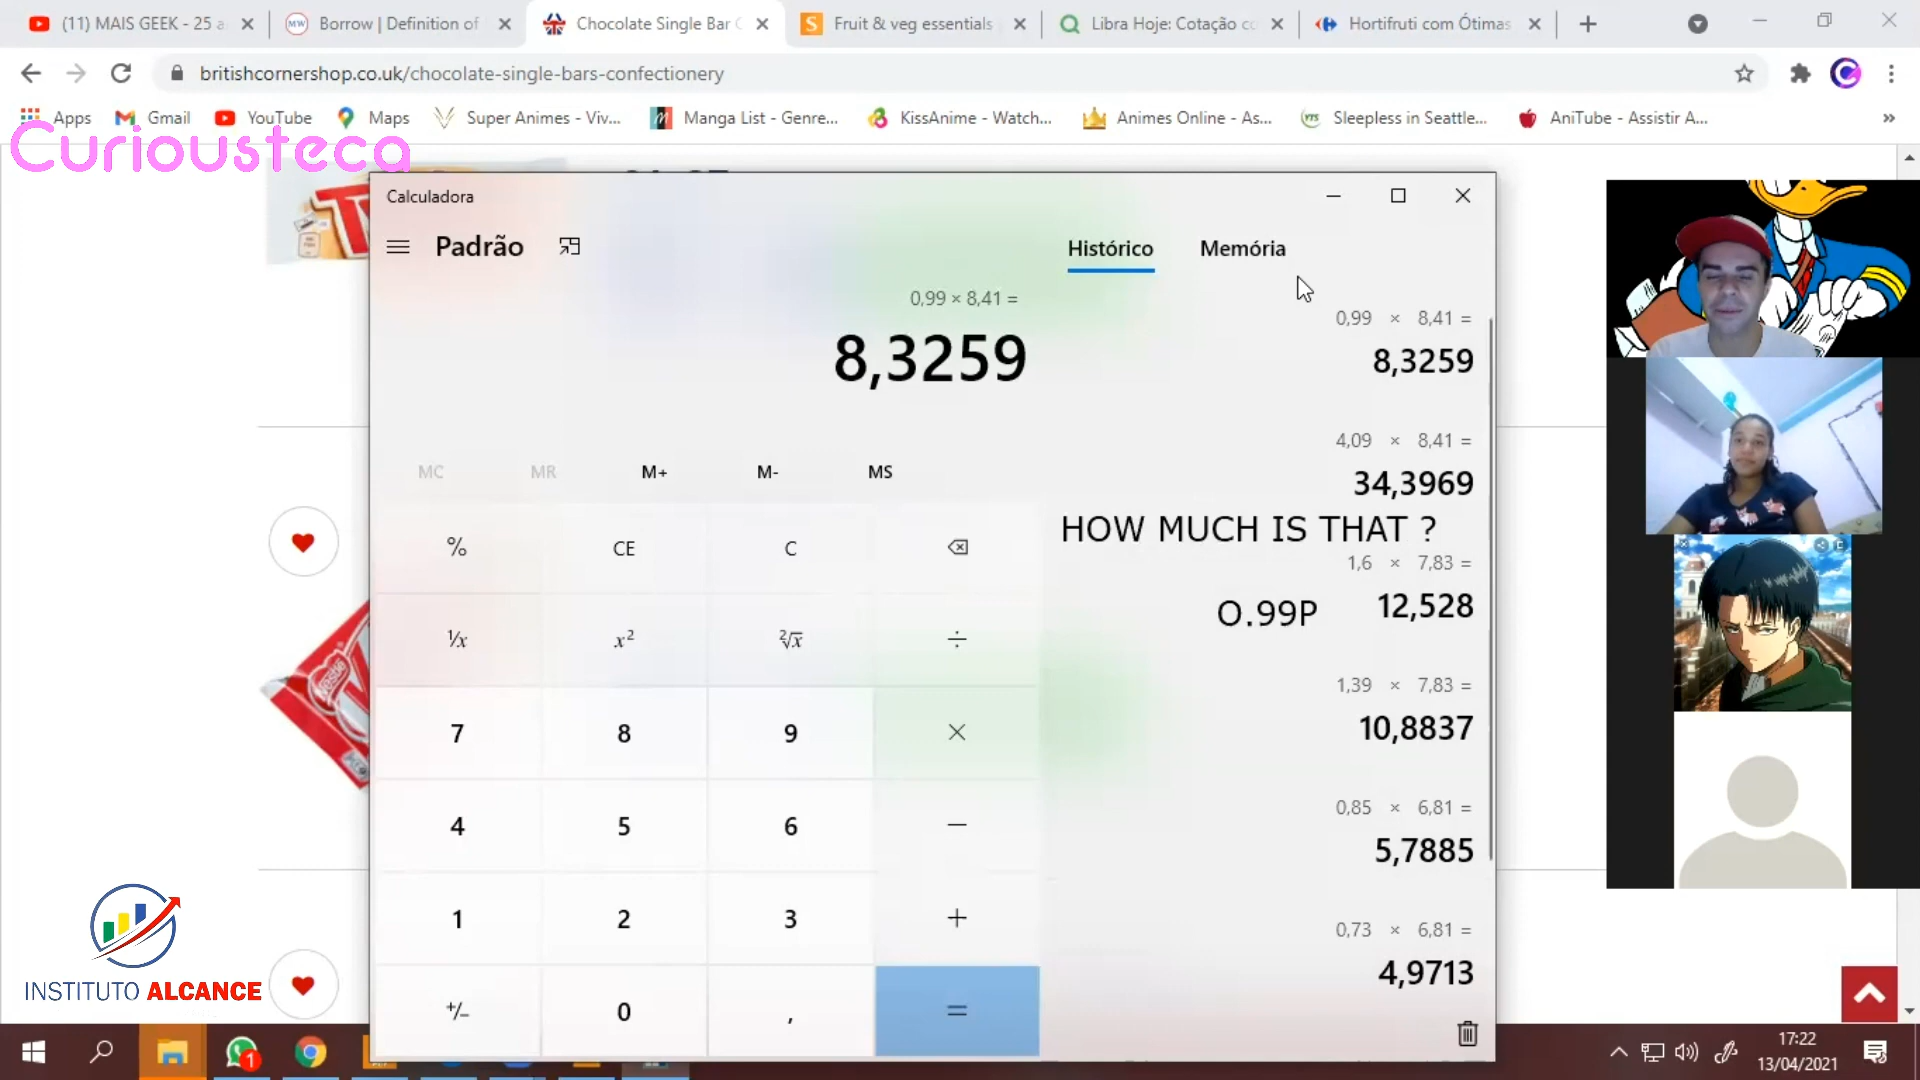 (11) MAIS GEEK - 25 a
Borrow | Definition of
Chocolate Single Bar C
Fruit & veg essentials
Libra Hoje: Cotação co
Hortifruti com Ótimas
britishcornershop.co.uk/chocolate-single-bars-confectionery
Apps
Gmail
YouTube
Maps
Super Animes - Viv...
Manga List - Genre...
KissAnime - Watch...
Animes Online - As...
Sleepless in Seattle...
AniTube - Assistir A...
»
Curiousteca
Calculadora
Padrão
Histórico
Memória
0,99 × 8,41 =
8,3259
0,99 × 8,41 =
8,3259
4,09 × 8,41 =
34,3969
HOW MUCH IS THAT ?
1,6 × 7,83 =
O.99P
12,528
1,39 × 7,83 =
10,8837
0,85 × 6,81 =
5,7885
0,73 × 6,81 =
4,9713
MC MR M+ M- MS
% CE C
¹/x x² ²√x ÷
7 8 9 ×
4 5 6 −
1 2 3 +
+/− 0 , =
Nestle
INSTITUTO ALCANCE
1
17:22
13/04/2021